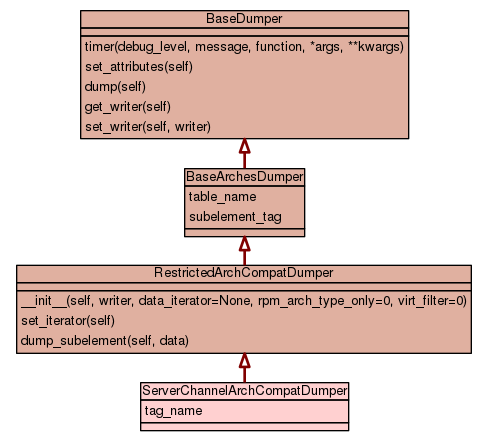 BaseDumper
timer(debug_level, message, function, *args, **kwargs)
set_attributes(self)
dump(self)
get_writer(self)
set_writer(self, writer)
BaseArchesDumper
table_name
subelement_tag
RestrictedArchCompatDumper
__init__(self, writer, data_iterator=None, rpm_arch_type_only=0, virt_filter=0)
set_iterator(self)
dump_subelement(self, data)
ServerChannelArchCompatDumper
tag_name